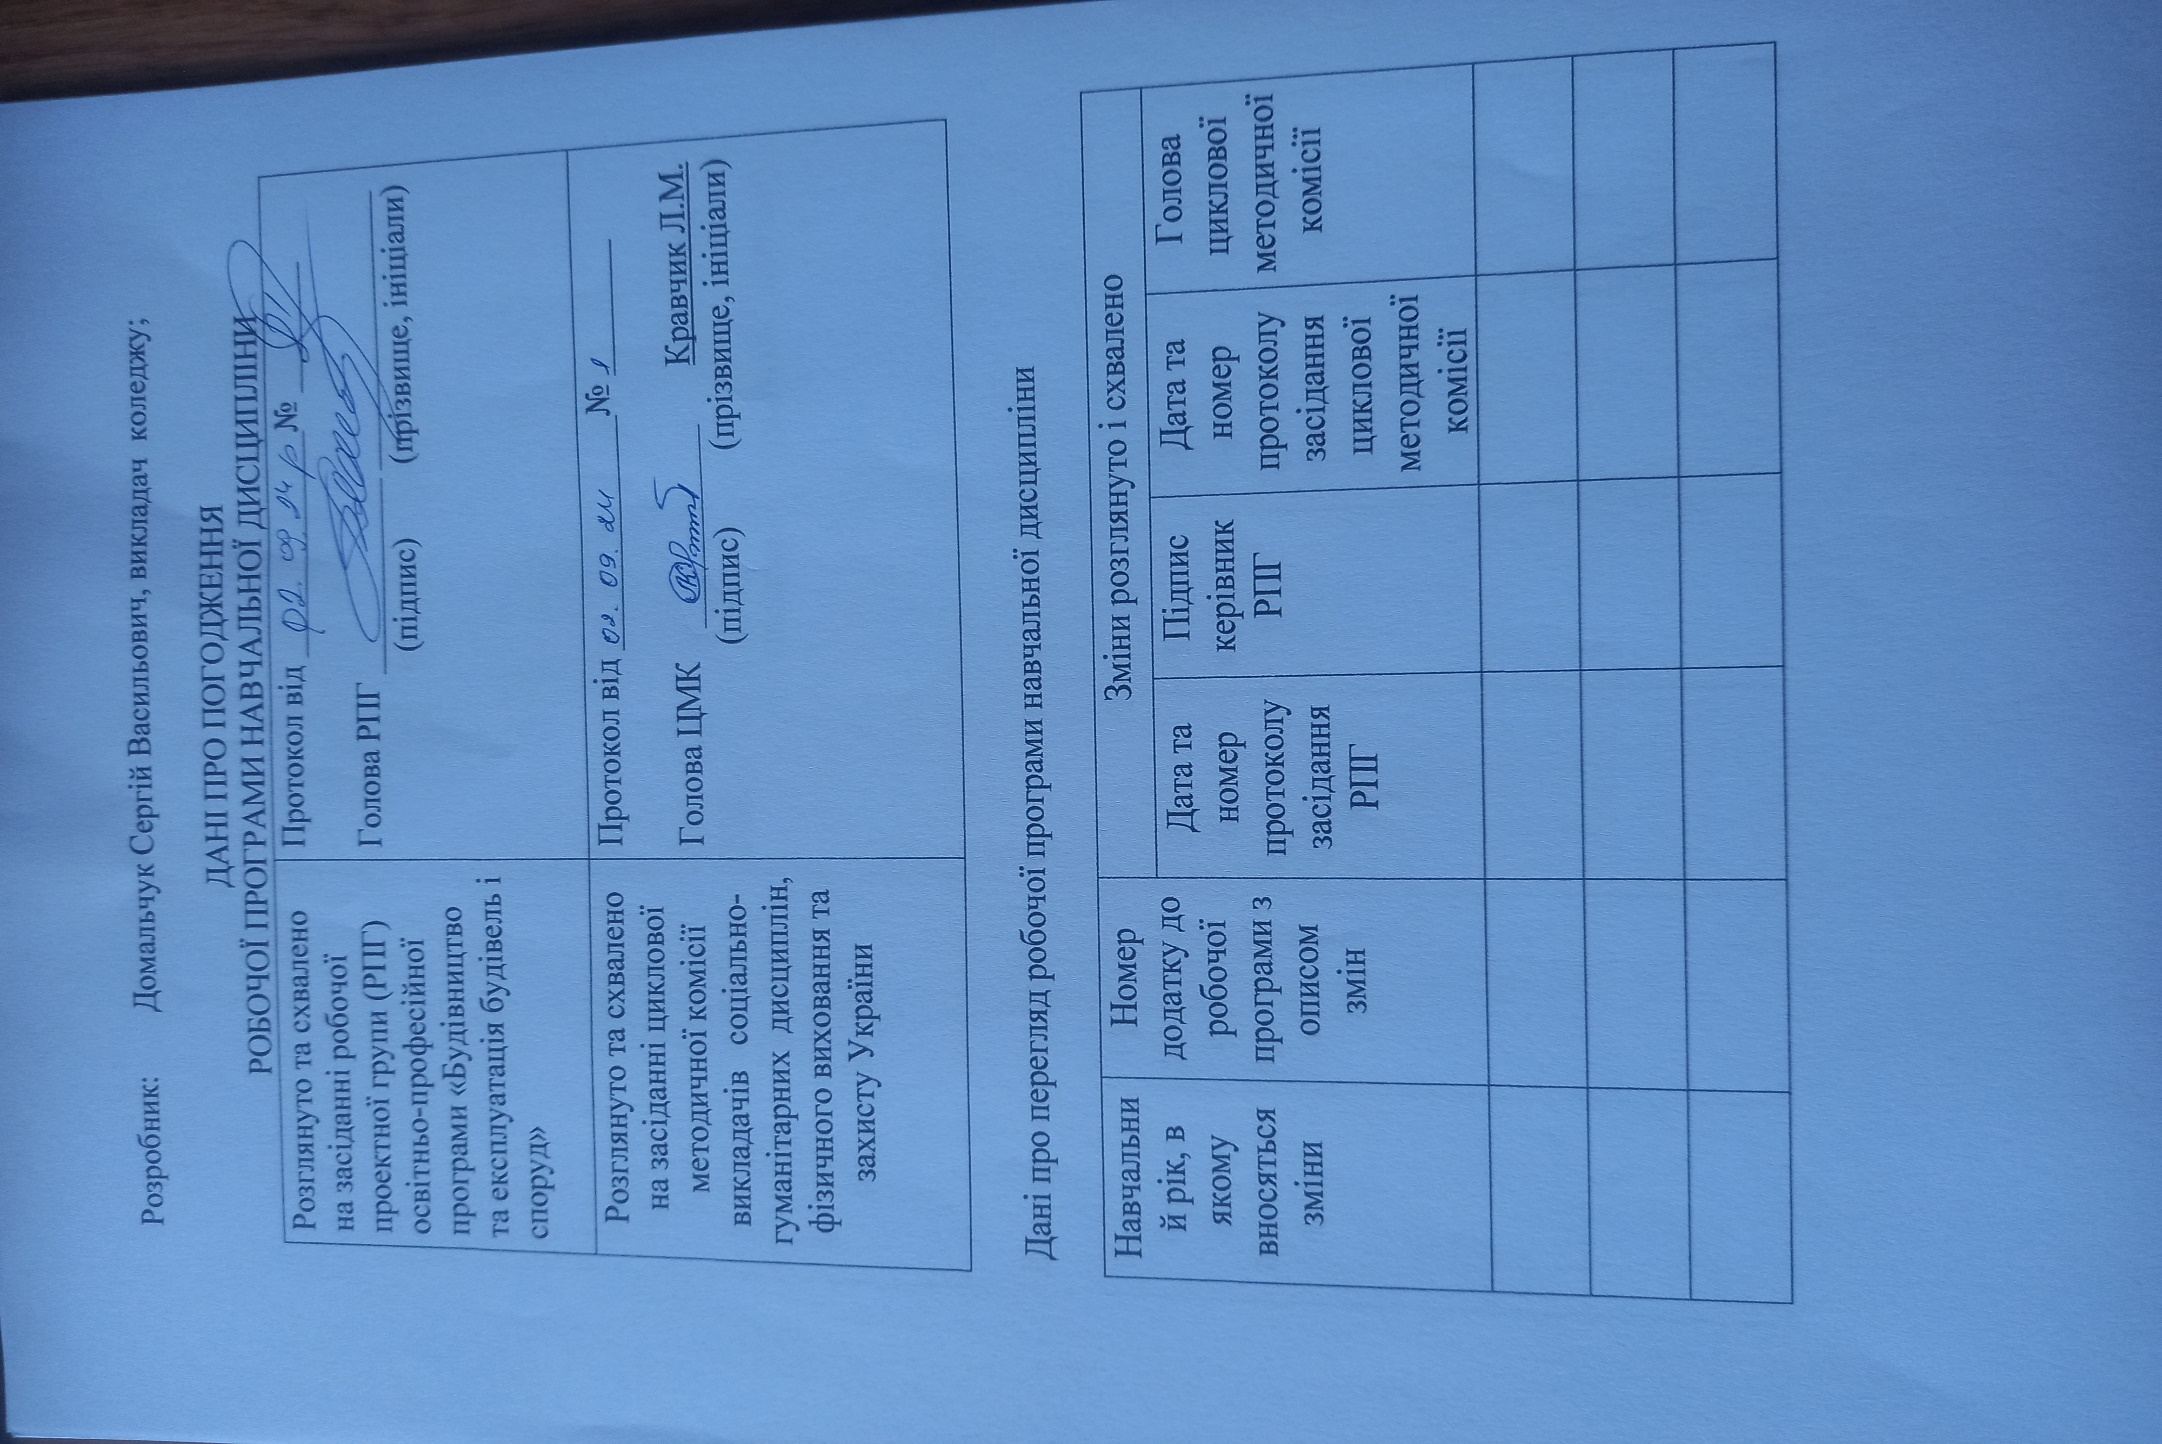 Розробник: Домальчук Сергій Васильович, викладач коледжу;
ДАНІ ПРО ПОГОДЖЕННЯ
РОБОЧОЇ ПРОГРАМИ НАВЧАЛЬНОЇ ДИСЦИПЛІНИ
Розглянуто та схвалено
на засіданні робочої
проектної групи (РПГ)
освітньо-професійної
програми «Будівництво
та експлуатація будівель і
споруд»
Протокол від 02. 09 24 р №
Голова РПГ
(підпис) (прізвище, ініціали)
Розглянуто та схвалено
на засіданні циклової
методичної комісії
викладачів соціально-
гуманітарних дисциплін,
фізичного виховання та
захисту України
Протокол від 02. 09. 24 № 1
Голова ЦМК Кравчик Л.М.
(підпис) (прізвище, ініціали)
Дані про перегляд робочої програми навчальної дисципліни
Навчальни
й рік, в
якому
вносяться
зміни
Номер
додатку до
робочої
програми з
описом
змін
Зміни розглянуто і схвалено
Дата та
номер
протоколу
засідання
РПГ
Підпис
керівник
РПГ
Дата та
номер
протоколу
засідання
циклової
методичної
комісії
Голова
циклової
методичної
комісії